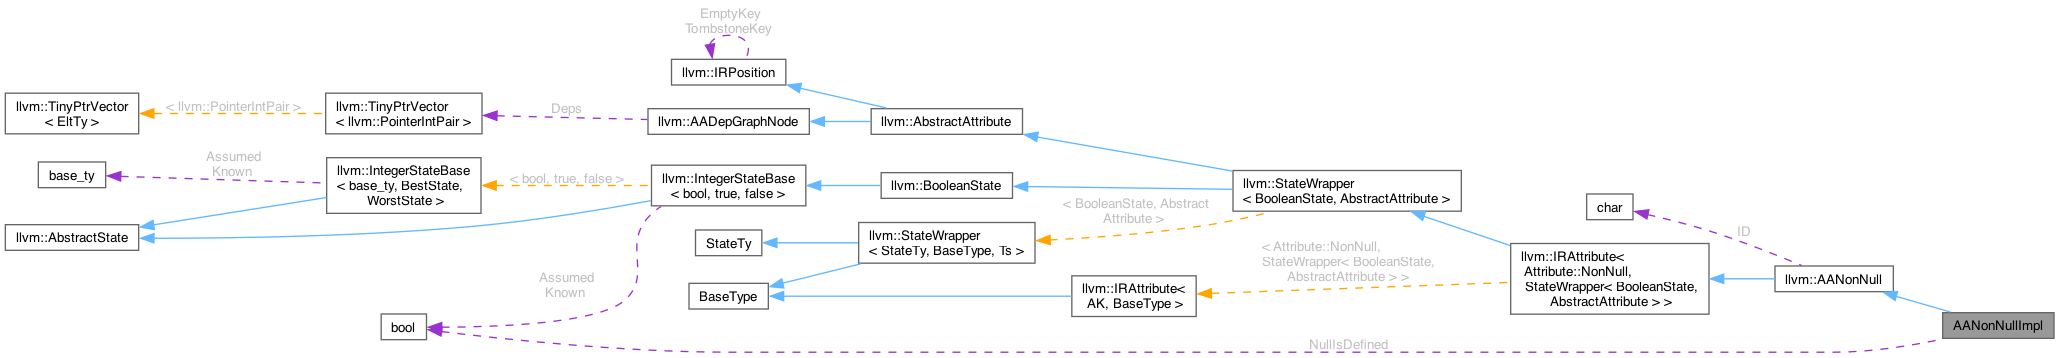 EmptyKey
TombstoneKey
llvm::IRPosition
llvm::TinyPtrVector
< EltTy >
< llvm::PointerIntPair >
llvm::TinyPtrVector
< llvm::PointerIntPair >
Deps
llvm::AADepGraphNode
llvm::AbstractAttribute
base_ty
Assumed
Known
llvm::IntegerStateBase
< base_ty, BestState,
WorstState >
< bool, true, false >
llvm::IntegerStateBase
< bool, true, false >
llvm::BooleanState
llvm::StateWrapper
< BooleanState, AbstractAttribute >
llvm::AbstractState
< BooleanState, Abstract
Attribute >
char
ID
StateTy
llvm::StateWrapper
< StateTy, BaseType, Ts >
Assumed
Known
BaseType
llvm::IRAttribute<
AK, BaseType >
< Attribute::NonNull,
StateWrapper< BooleanState,
AbstractAttribute > >
llvm::IRAttribute<
Attribute::NonNull,
StateWrapper< BooleanState,
AbstractAttribute > >
llvm::AANonNull
bool
NullIsDefined
AANonNullImpl